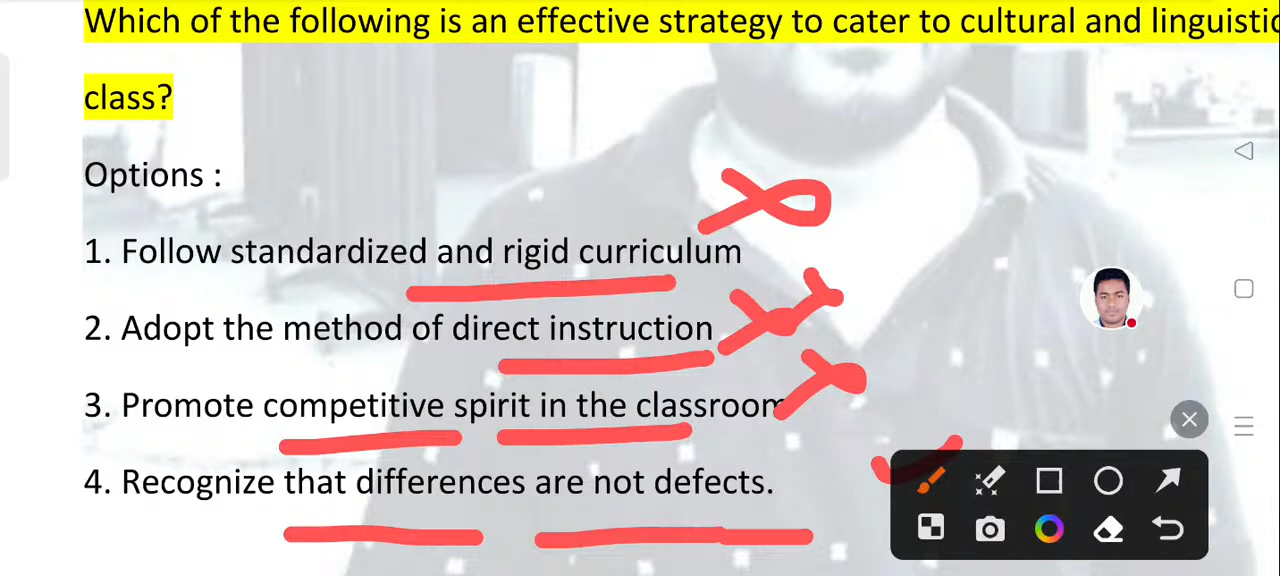 Which of the following is an effective strategy to cater to cultural and linguistic
class?
Options :
1. Follow standardized and rigid curriculum
2. Adopt the method of direct instruction
3. Promote competitive spirit in the classroom
4. Recognize that differences are not defects.